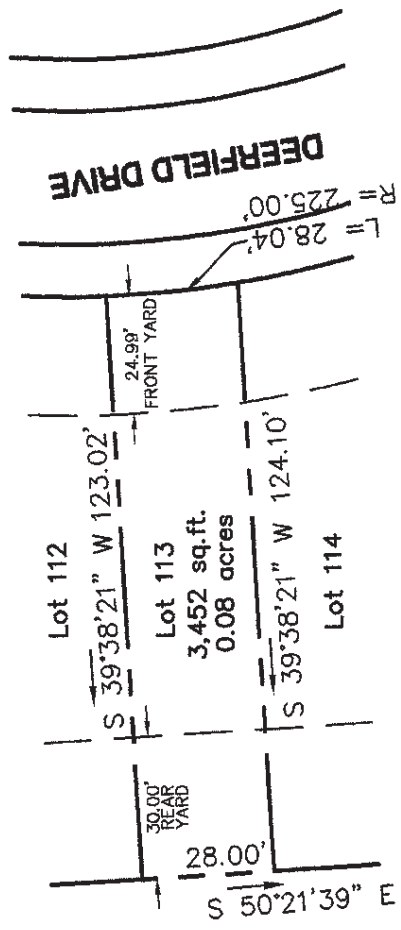 DEERFIELD DRIVE
R= 225.00'
L= 28.04'
24.99'
FRONT YARD
Lot 112
S 39°38'21" W 123.02'
Lot 113
3,452 sq.ft.
0.08 acres
S 39°38'21" W 124.10'
Lot 114
30.00'
REAR
YARD
28.00'
S 50°21'39" E